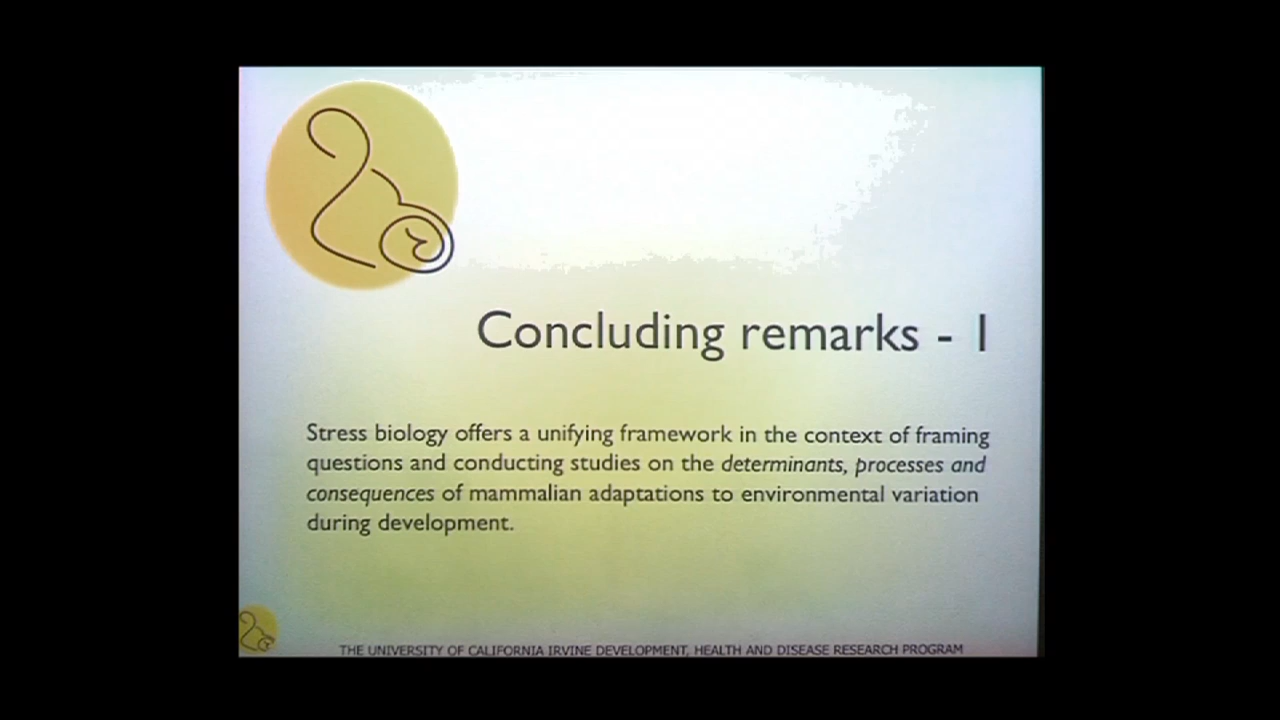 Concluding remarks - 1
Stress biology offers a unifying framework in the context of framing
questions and conducting studies on the determinants, processes and
consequences of mammalian adaptations to environmental variation
during development.
THE UNIVERSITY OF CALIFORNIA IRVINE DEVELOPMENT, HEALTH AND DISEASE RESEARCH PROGRAM